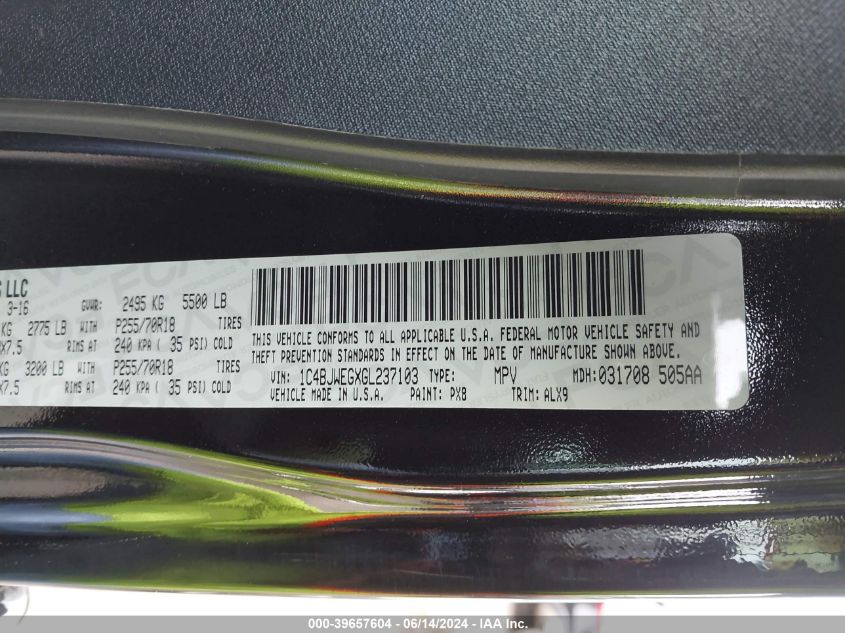 G LLC
3-16 GVWR: 2495 KG 5500 LB
KG 2775 LB WITH P255/70R18 TIRES
X7.5 RIMS AT 240 KPA ( 35 PSI) COLD
KG 3200 LB WITH P255/70R18 TIRES
X7.5 RIMS AT 240 KPA ( 35 PSI) COLD
THIS VEHICLE CONFORMS TO ALL APPLICABLE U.S.A. FEDERAL MOTOR VEHICLE SAFETY AND
THEFT PREVENTION STANDARDS IN EFFECT ON THE DATE OF MANUFACTURE SHOWN ABOVE.
VIN: 1C4BJWEGXGL237103 TYPE: MPV MDH: 031708 505AA
VEHICLE MADE IN U.S.A. PAINT: PX8 TRIM: ALX9
000-39657604 - 06/14/2024 - IAA